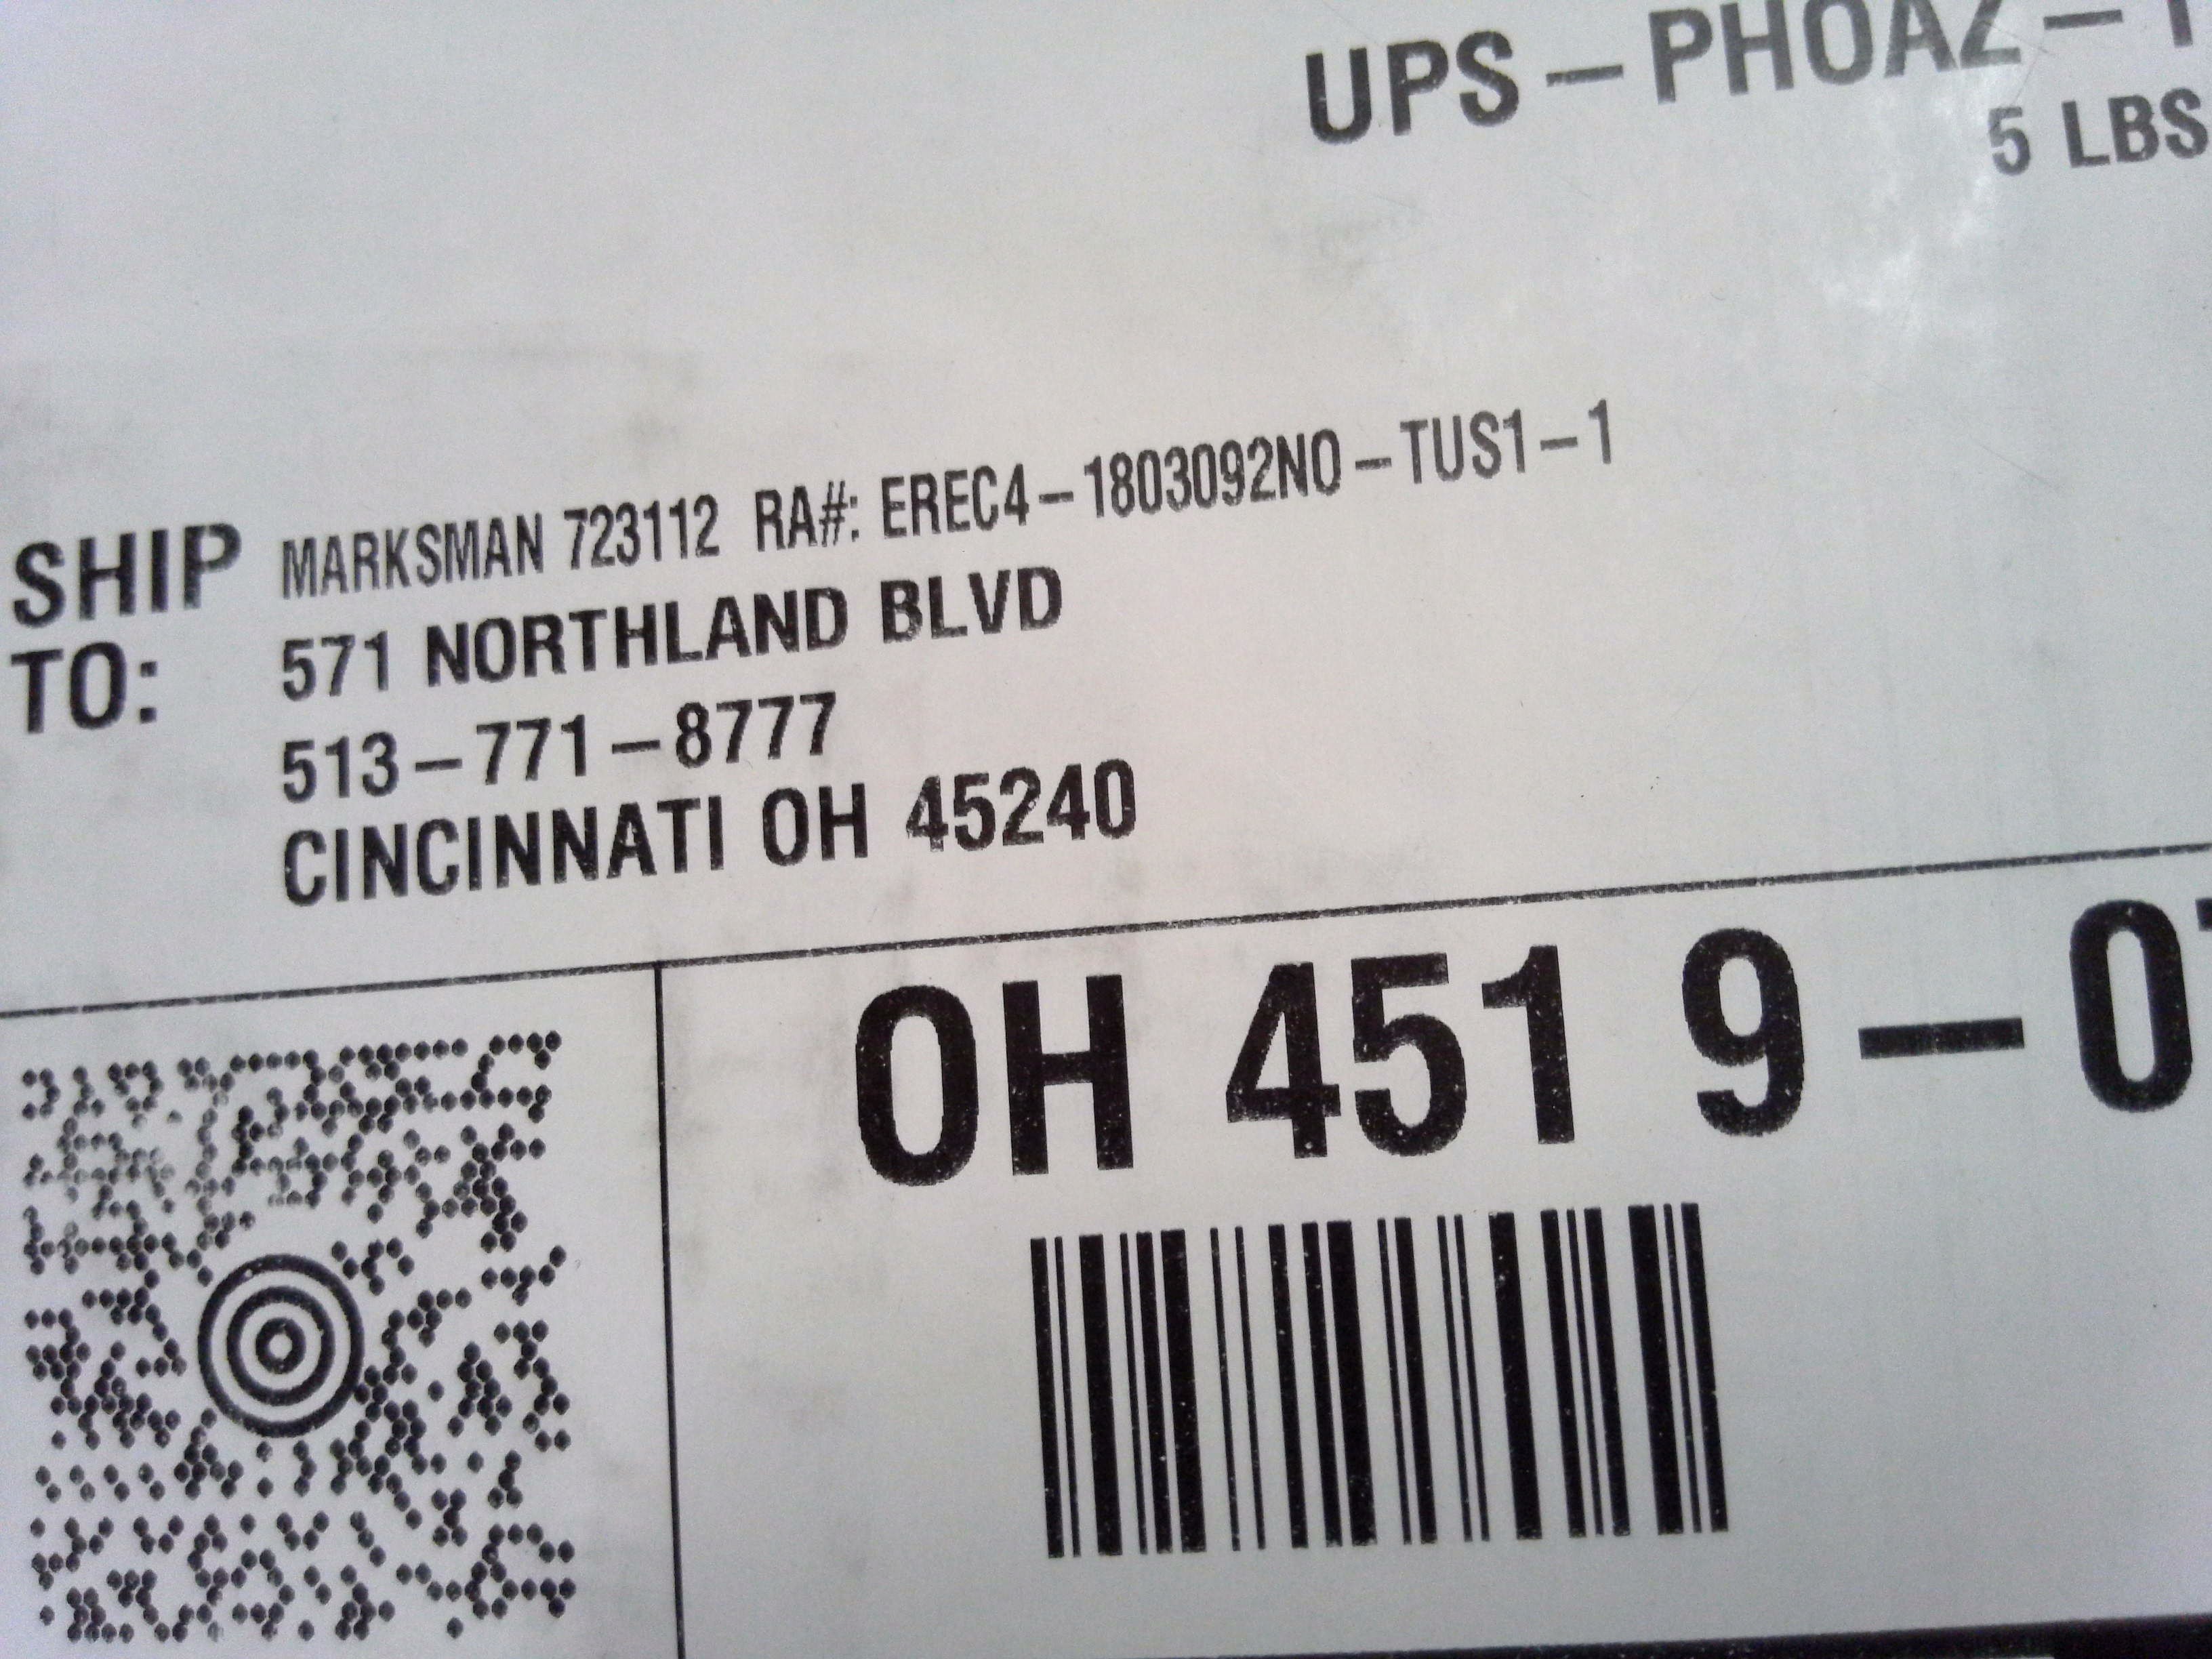 UPS – PHOAZ –
5 LBS
SHIP TO:
MARKSMAN 723112 RA#: EREC4 – 1803092NO – TUS1 – 1
571 NORTHLAND BLVD
513 – 771 – 8777
CINCINNATI OH 45240
OH 451 9 – 0